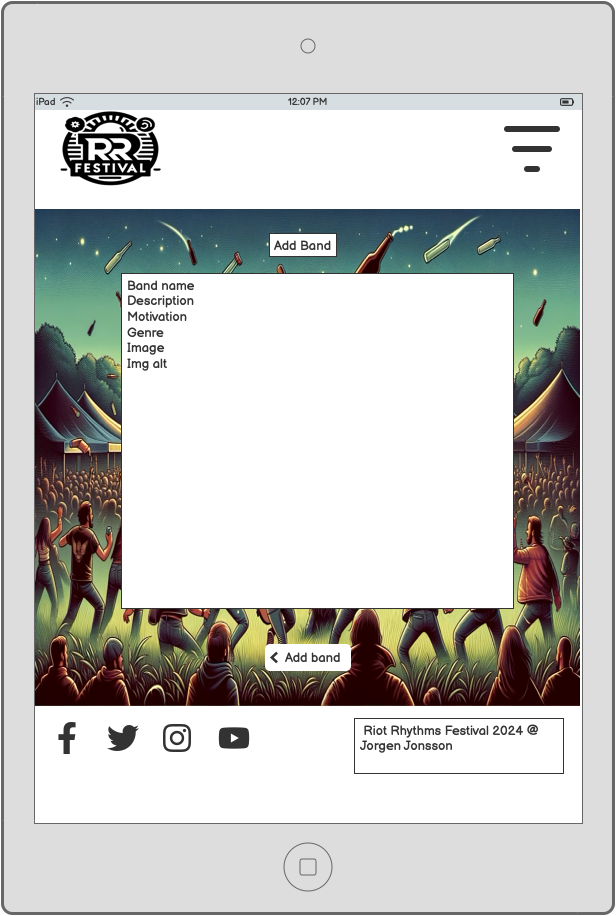 iPad
12:07 PM
RR
FESTIVAL
Add Band
Band name
Description
Motivation
Genre
Image
Img alt
Add band
Riot Rhythms Festival 2024 @
Jorgen Jonsson